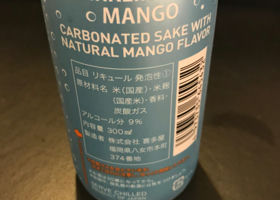 MANGO
CARBONATED SAKE WITH
NATURAL MANGO FLAVOR
品目 リキュール 発泡性①
原材料名 米(国産米)・米麹
(国産米)・香料・
炭酸ガス
アルコール分 9%
内容量 300㎖
製造者 株式会社 喜多屋
福岡県八女市本町
374番地
SERVE CHILLED